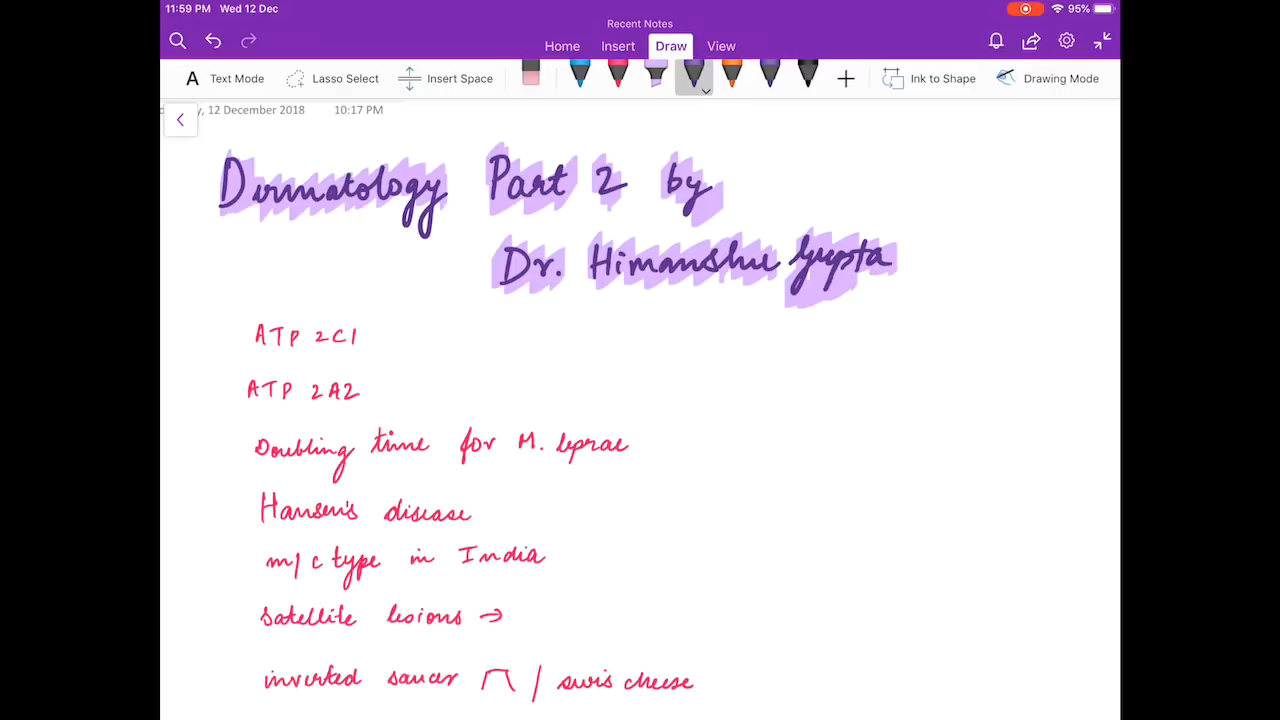 11:59 PM Wed 12 Dec 95%
Recent Notes
Home Insert Draw View
Text Mode Lasso Select Insert Space Ink to Shape Drawing Mode
y, 12 December 2018 10:17 PM
Dermatology Part 2 by
Dr. Himanshu Gupta
ATP 2C1
ATP 2A2
Doubling time for M. leprae
Hansen's disease
m/c type in India
satellite lesions →
inverted saucer / swis cheese